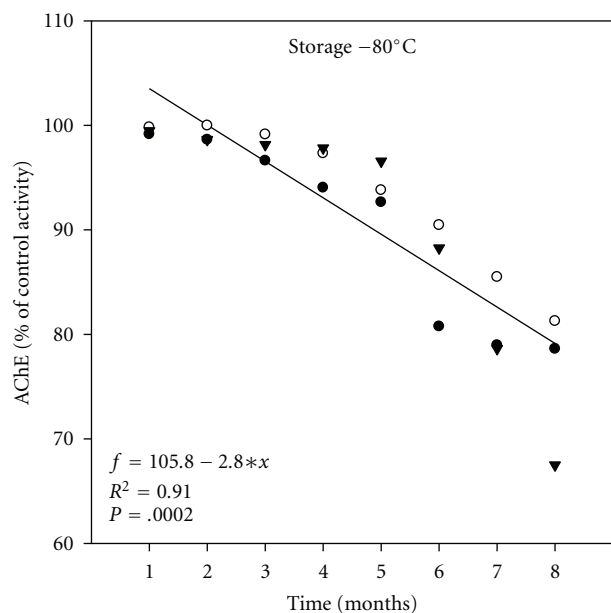 Storage −80°C
110
100
90
80
70
60
AChE (% of control activity)
f = 105.8 − 2.8∗x
R² = 0.91
P = .0002
1 2 3 4 5 6 7 8
Time (months)